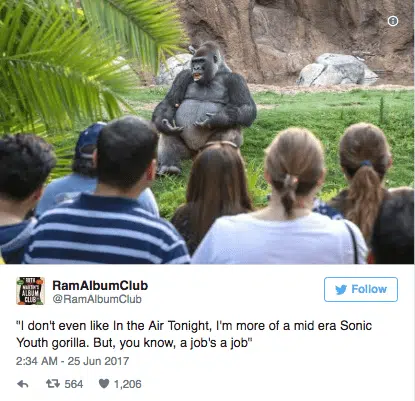 RamAlbumClub
@RamAlbumClub
Follow
"I don't even like In the Air Tonight, I'm more of a mid era Sonic
Youth gorilla. But, you know, a job's a job"
2:34 AM - 25 Jun 2017
564 1,206